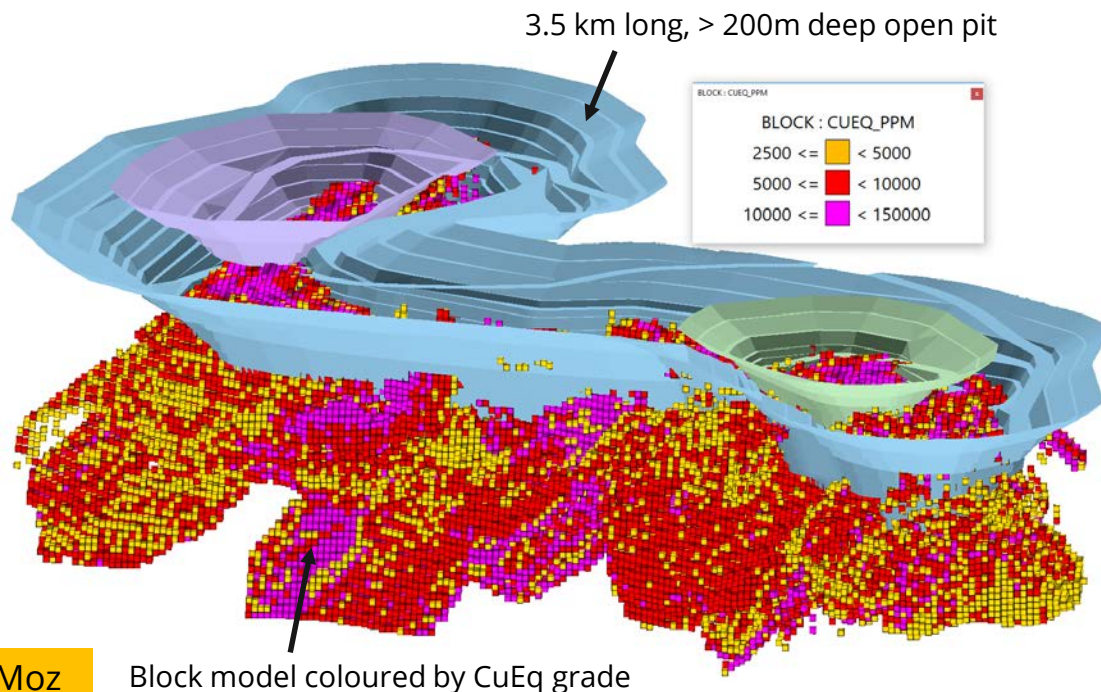 3.5 km long, > 200m deep open pit
BLOCK : CUEQ_PPM
BLOCK : CUEQ_PPM
2500 <= < 5000
5000 <= < 10000
10000 <= < 150000
Moz
Block model coloured by CuEq grade